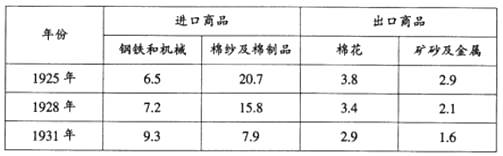 年份 进口商品 出口商品
钢铁和机械 棉纱及棉制品 棉花 矿砂及金属
1925年 6.5 20.7 3.8 2.9
1928年 7.2 15.8 3.4 2.1
1931年 9.3 7.9 2.9 1.6